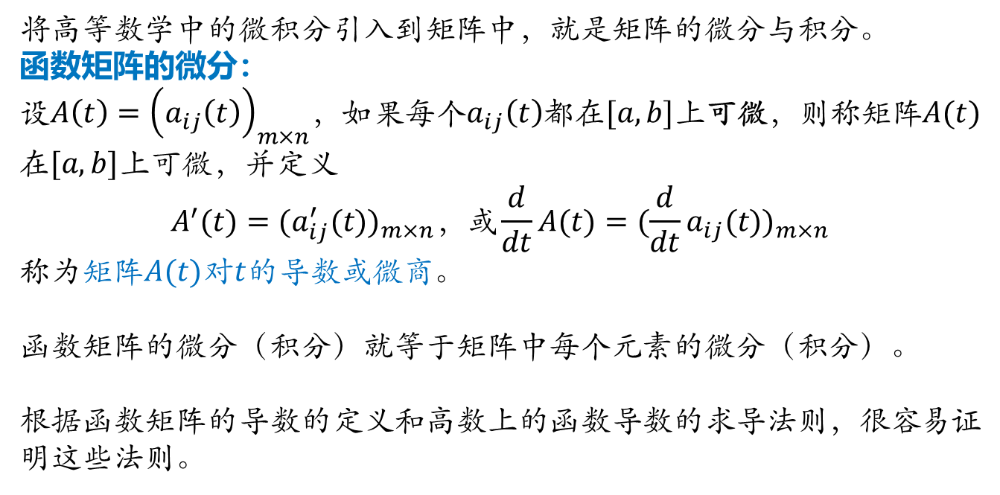 将高等数学中的微积分引入到矩阵中，就是矩阵的微分与积分。
函数矩阵的微分：
设A(t) = (a_{ij}(t))_{m×n}，如果每个a_{ij}(t)都在[a, b]上可微，则称矩阵A(t)
在[a, b]上可微，并定义
A′(t) = (a′_{ij}(t))_{m×n}，或\frac{d}{dt}A(t) = (\frac{d}{dt}a_{ij}(t))_{m×n}
称为矩阵A(t)对t的导数或微商。
函数矩阵的微分（积分）就等于矩阵中每个元素的微分（积分）。
根据函数矩阵的导数的定义和高数上的函数导数的求导法则，很容易证
明这些法则。